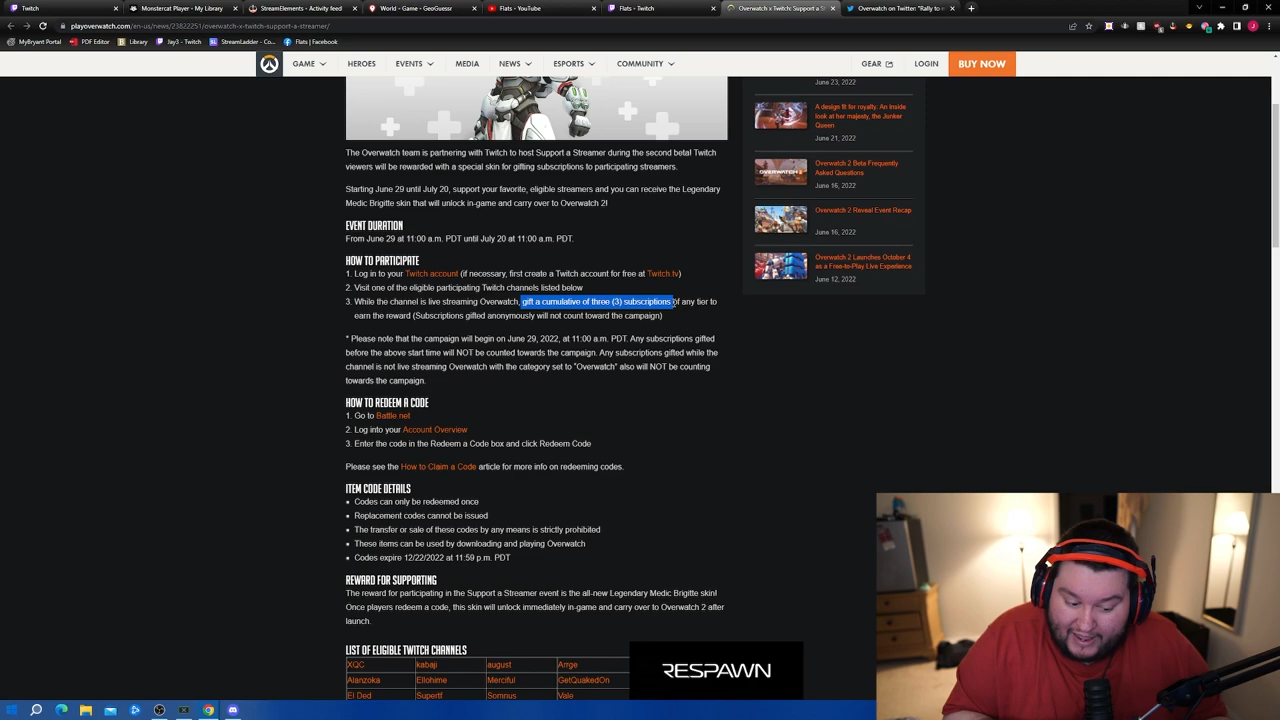 Twitch
Monstercat Player - My Library
StreamElements - Activity feed
World - Game - GeoGuessr
Flats - YouTube
Flats - Twitch
Overwatch x Twitch: Support a St
Overwatch on Twitter: "Rally to m
playoverwatch.com/en-us/news/23822251/overwatch-x-twitch-support-a-streamer/
MyBryant Portal
PDF Editor
Library
Jay3 - Twitch
StreamLadder - Co...
Flats | Facebook
GAME
HEROES
EVENTS
MEDIA
NEWS
ESPORTS
COMMUNITY
GEAR
LOGIN
BUY NOW
The Overwatch team is partnering with Twitch to host Support a Streamer during the second beta! Twitch
viewers will be rewarded with a special skin for gifting subscriptions to participating streamers.
Starting June 29 until July 20, support your favorite, eligible streamers and you can receive the Legendary
Medic Brigitte skin that will unlock in-game and carry over to Overwatch 2!
EVENT DURATION
From June 29 at 11:00 a.m. PDT until July 20 at 11:00 a.m. PDT.
HOW TO PARTICIPATE
1. Log in to your Twitch account (if necessary, first create a Twitch account for free at Twitch.tv)
2. Visit one of the eligible participating Twitch channels listed below
3. While the channel is live streaming Overwatch, gift a cumulative of three (3) subscriptions of any tier to
earn the reward (Subscriptions gifted anonymously will not count toward the campaign)
* Please note that the campaign will begin on June 29, 2022, at 11:00 a.m. PDT. Any subscriptions gifted
before the above start time will NOT be counted towards the campaign. Any subscriptions gifted while the
channel is not live streaming Overwatch with the category set to "Overwatch" also will NOT be counting
towards the campaign.
HOW TO REDEEM A CODE
1. Go to Battle.net
2. Log into your Account Overview
3. Enter the code in the Redeem a Code box and click Redeem Code
Please see the How to Claim a Code article for more info on redeeming codes.
ITEM CODE DETAILS
Codes can only be redeemed once
Replacement codes cannot be issued
The transfer or sale of these codes by any means is strictly prohibited
These items can be used by downloading and playing Overwatch
Codes expire 12/22/2022 at 11:59 p.m. PDT
REWARD FOR SUPPORTING
The reward for participating in the Support a Streamer event is the all-new Legendary Medic Brigitte skin!
Once players redeem a code, this skin will unlock immediately in-game and carry over to Overwatch 2 after
launch.
LIST OF ELIGIBLE TWITCH CHANNELS
XQC kabaji august Arrge
Alanzoka Ellohime Merciful GetQuakedOn
El Ded Supertf Somnus Vale
June 23, 2022
A design fit for royalty: An inside
look at her majesty, the Junker
Queen
June 21, 2022
Overwatch 2 Beta Frequently
Asked Questions
June 16, 2022
OVERWATCH 2
Overwatch 2 Reveal Event Recap
June 16, 2022
Overwatch 2 Launches October 4
as a Free-to-Play Live Experience
June 12, 2022
RESPAWN